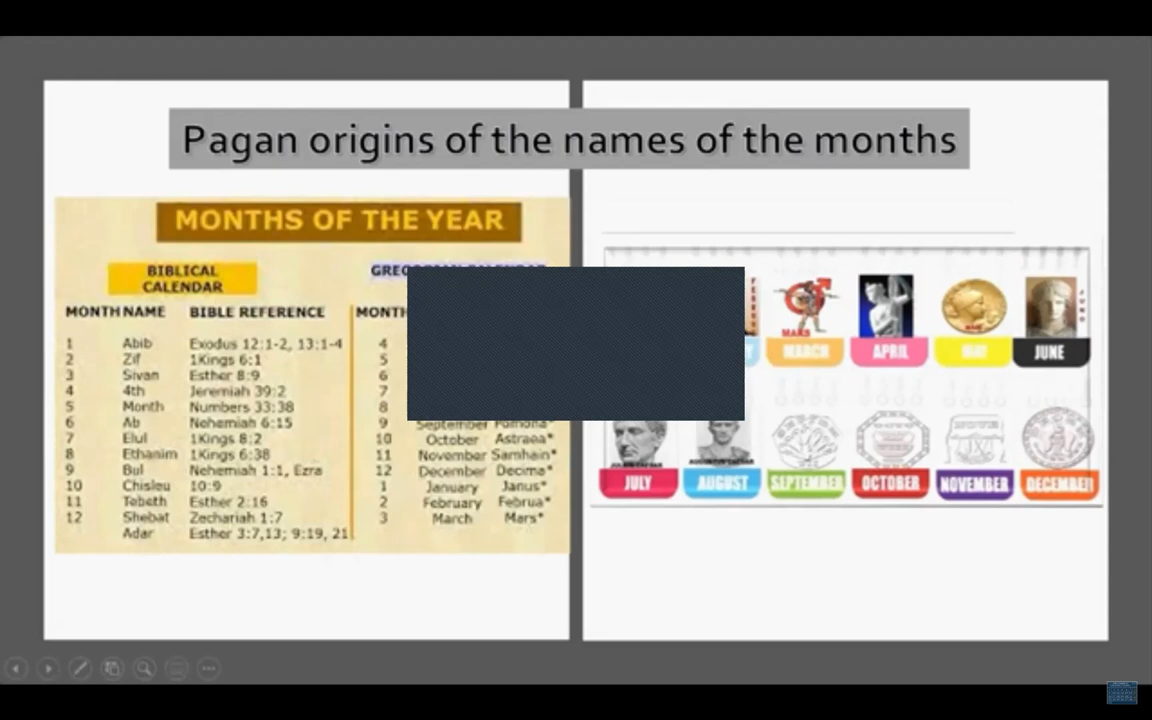 Pagan origins of the names of the months
MONTHS OF THE YEAR
BIBLICAL
CALENDAR
MONTH NAME BIBLE REFERENCE
1 Abib Exodus 12:1-2, 13:1-4
2 Zif 1Kings 6:1
3 Sivan Esther 8:9
4 4th Jeremiah 39:2
5 Month Numbers 33:38
6 Ab Nehemiah 6:15
7 Elul 1Kings 8:2
8 Ethanim 1Kings 6:38
9 Bul Nehemiah 1:1, Ezra
10 Chisleu 10:9
11 Tebeth Esther 2:16
12 Shebat Zechariah 1:7
Adar Esther 3:7,13; 9:19, 21
MONTH
4
5
6
7
8
9 September Pomona*
10 October Astraea*
11 November Samhain*
12 December Decima*
1 January Janus*
2 February Februa*
3 March Mars*
MARS
JUNO
MARCH APRIL MAY JUNE
JULY AUGUST SEPTEMBER OCTOBER NOVEMBER DECEMBER